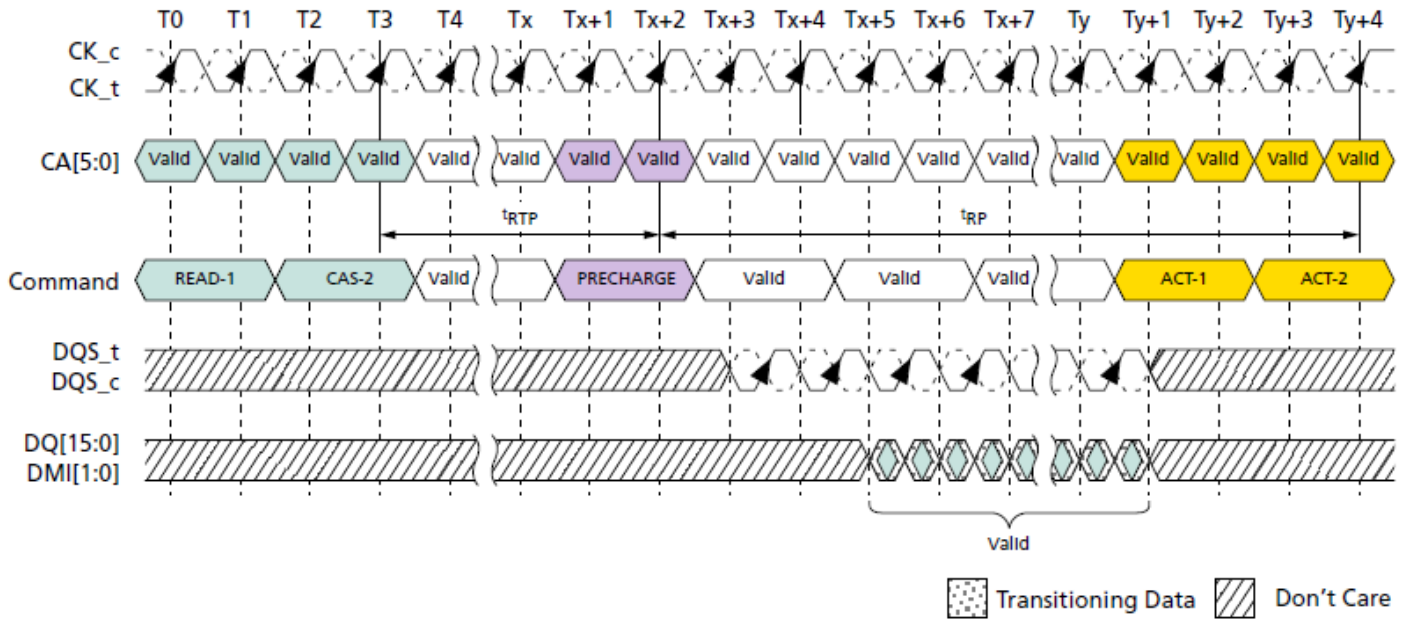 T0 T1 T2 T3 T4 Tx Tx+1 Tx+2 Tx+3 Tx+4 Tx+5 Tx+6 Tx+7 Ty Ty+1 Ty+2 Ty+3 Ty+4
CK_c
CK_t
CA[5:0] Valid Valid Valid Valid Valid Valid Valid Valid Valid Valid Valid Valid Valid Valid Valid Valid Valid Valid
tRTP tRP
Command READ-1 CAS-2 Valid PRECHARGE Valid Valid Valid ACT-1 ACT-2
DQS_t
DQS_c
DQ[15:0]
DMI[1:0]
Valid
Transitioning Data Don't Care